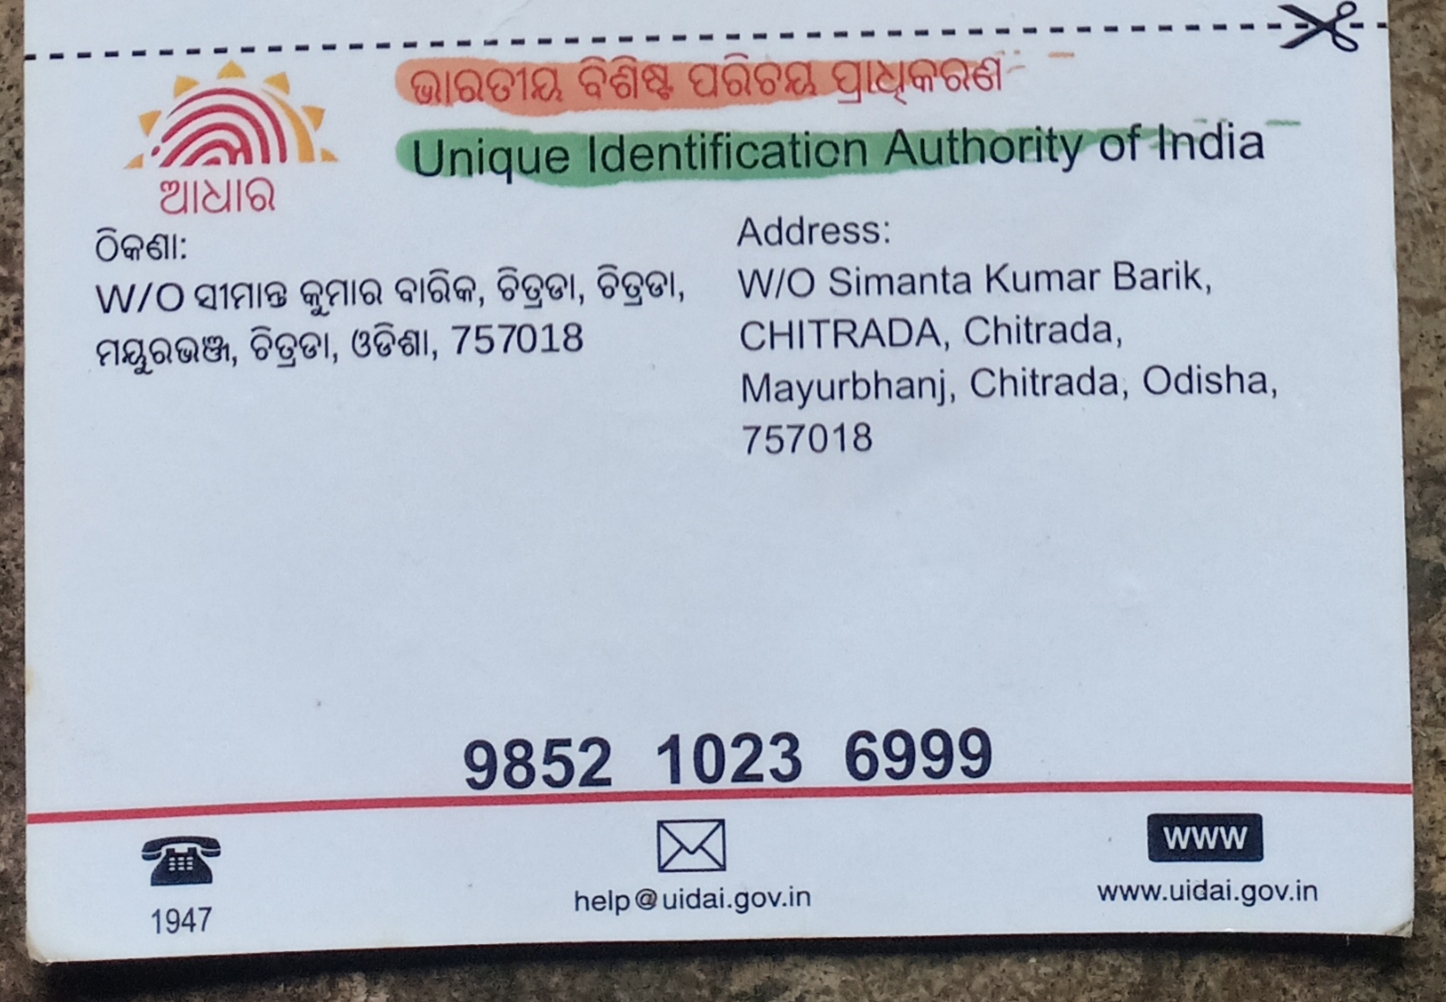 ଭାରତୀୟ ବିଶିଷ୍ଟ ପରିଚୟ ପ୍ରାଧିକରଣ
Unique Identification Authority of India
ଆଧାର
ଠିକଣା:
W/O ସୀମାନ୍ତ କୁମାର ବାରିକ, ଚିତ୍ରଡା, ଚିତ୍ରଡା,
ମୟୁରଭଞ୍ଜ, ଚିତ୍ରଡା, ଓଡିଶା, 757018
Address:
W/O Simanta Kumar Barik,
CHITRADA, Chitrada,
Mayurbhanj, Chitrada, Odisha,
757018
9852 1023 6999
1947
help@uidai.gov.in
www
www.uidai.gov.in